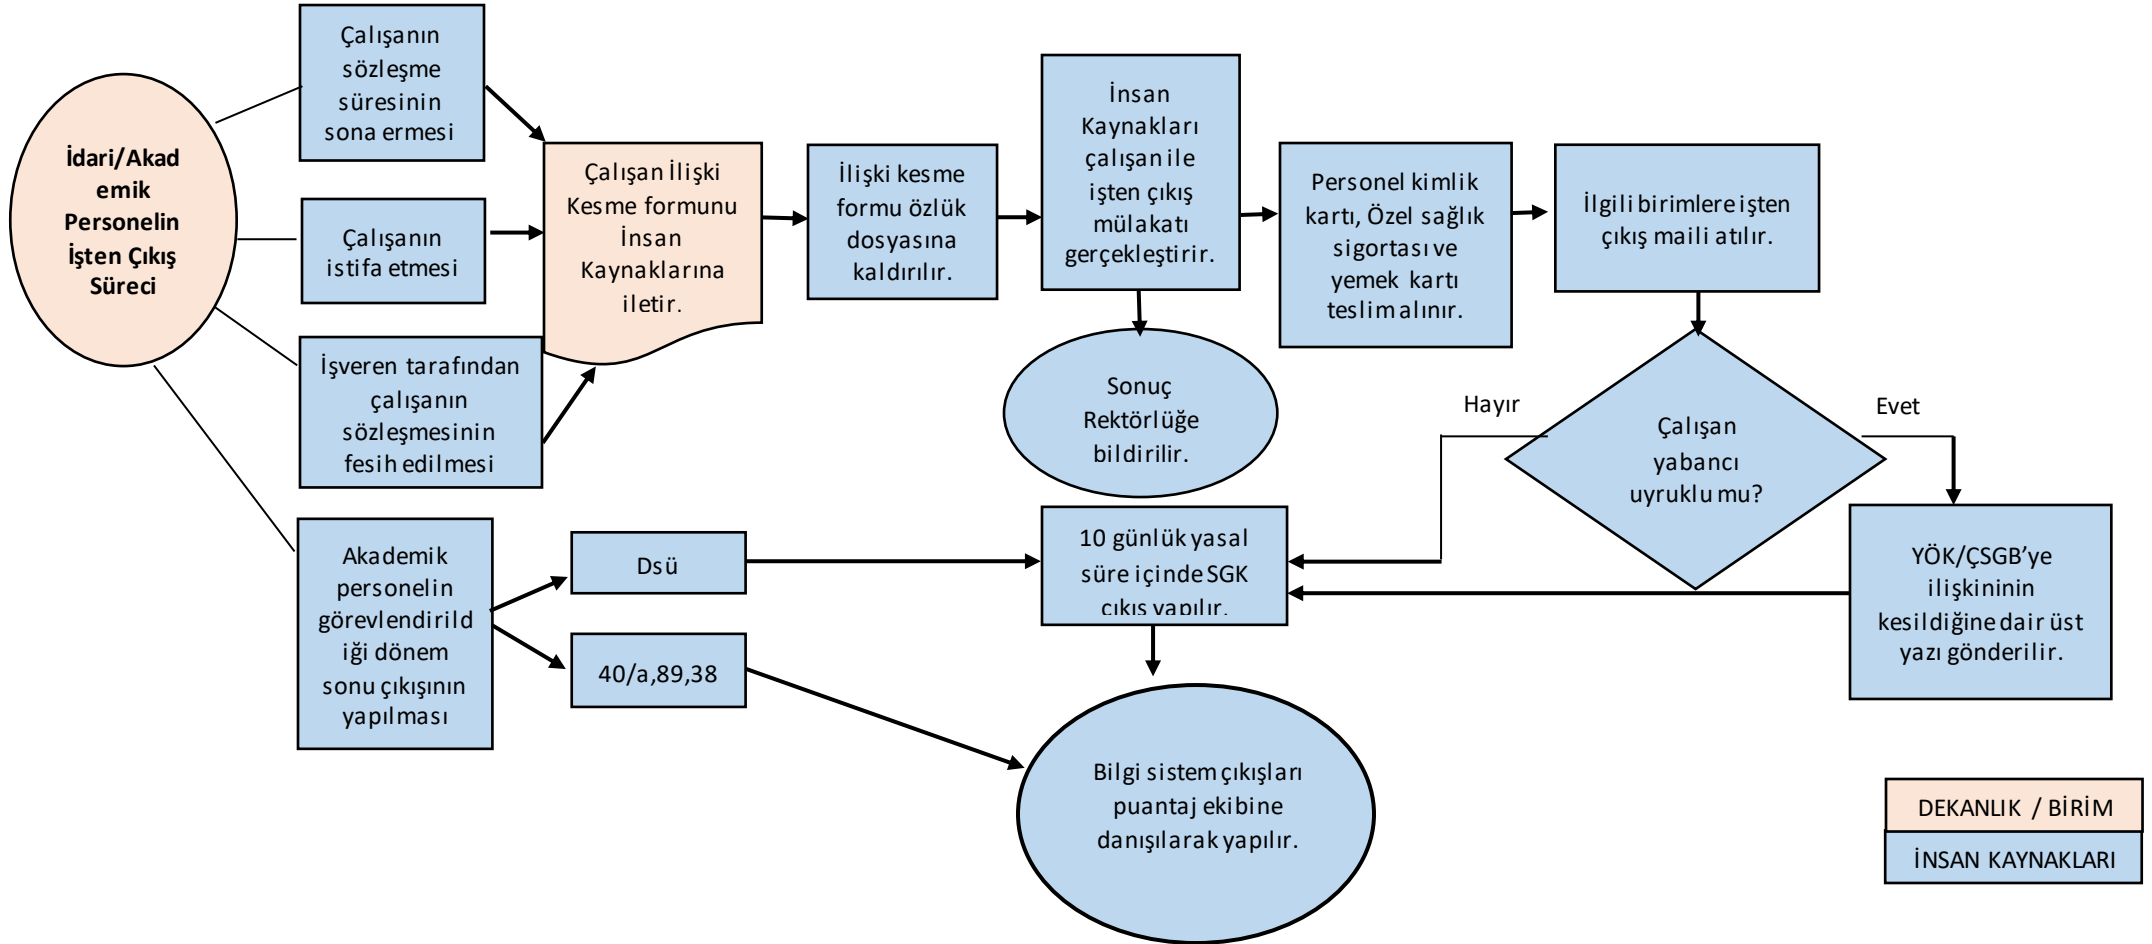 İdari/Akad
emik
Personelin
İşten Çıkış
Süreci
Çalışanın
sözleşme
süresinin
sona ermesi
Çalışanın
istifa etmesi
İşveren tarafından
çalışanın
sözleşmesinin
fesih edilmesi
Akademik
personelin
görevlendirild
iği dönem
sonu çıkışının
yapılması
Çalışan İlişki
Kesme formunu
İnsan
Kaynaklarına
iletir.
İlişki kesme
formu özlük
dosyasına
kaldırılır.
İnsan
Kaynakları
çalışan ile
işten çıkış
mülakatı
gerçekleştirir.
Sonuç
Rektörlüğe
bildirilir.
Personel kimlik
kartı, Özel sağlık
sigortası ve
yemek kartı
teslim alınır.
İlgili birimlere işten
çıkış maili atılır.
Çalışan
yabancı
uyruklu mu?
Hayır
Evet
YÖK/ÇSGB’ye
ilişkininin
kesildiğine dair üst
yazı gönderilir.
Dsü
40/a,89,38
10 günlük yasal
süre içinde SGK
çıkış yapılır.
Bilgi sistem çıkışları
puantaj ekibine
danışılarak yapılır.
DEKANLIK / BİRİM
İNSAN KAYNAKLARI